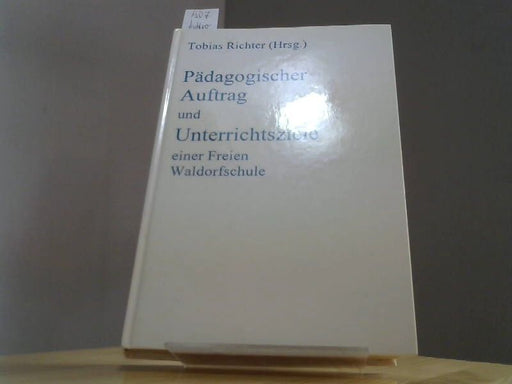 Tobias Richter (Hrsg.)
Pädagogischer
Auftrag
und
Unterrichtsziele
einer Freien
Waldorfschule